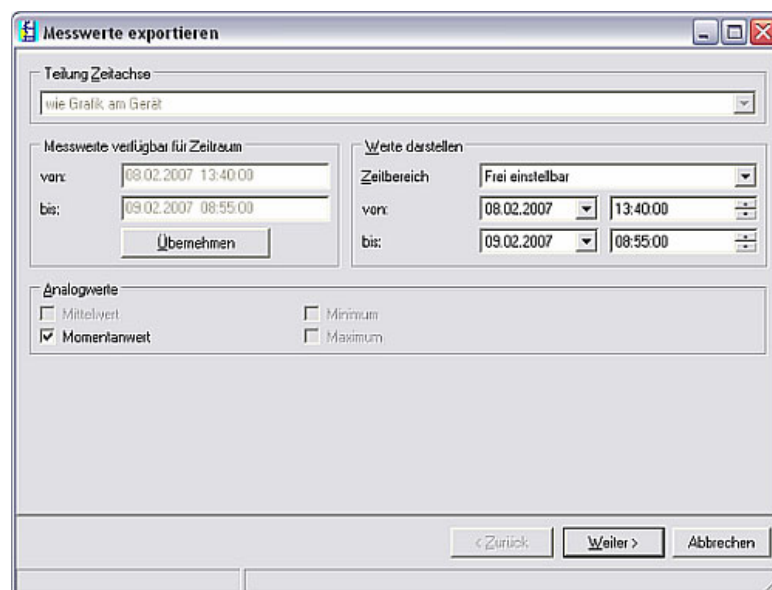 Messwerte exportieren
Teilung Zeitachse
wie Grafik am Gerät
Messwerte verfügbar für Zeitraum
von: 08.02.2007 13:40:00
bis: 09.02.2007 08:55:00
Übernehmen
Werte darstellen
Zeitbereich Frei einstellbar
von: 08.02.2007 13:40:00
bis: 09.02.2007 08:55:00
Analogwerte
Mittelwert Minimum
Momentanwert Maximum
< Zurück Weiter > Abbrechen